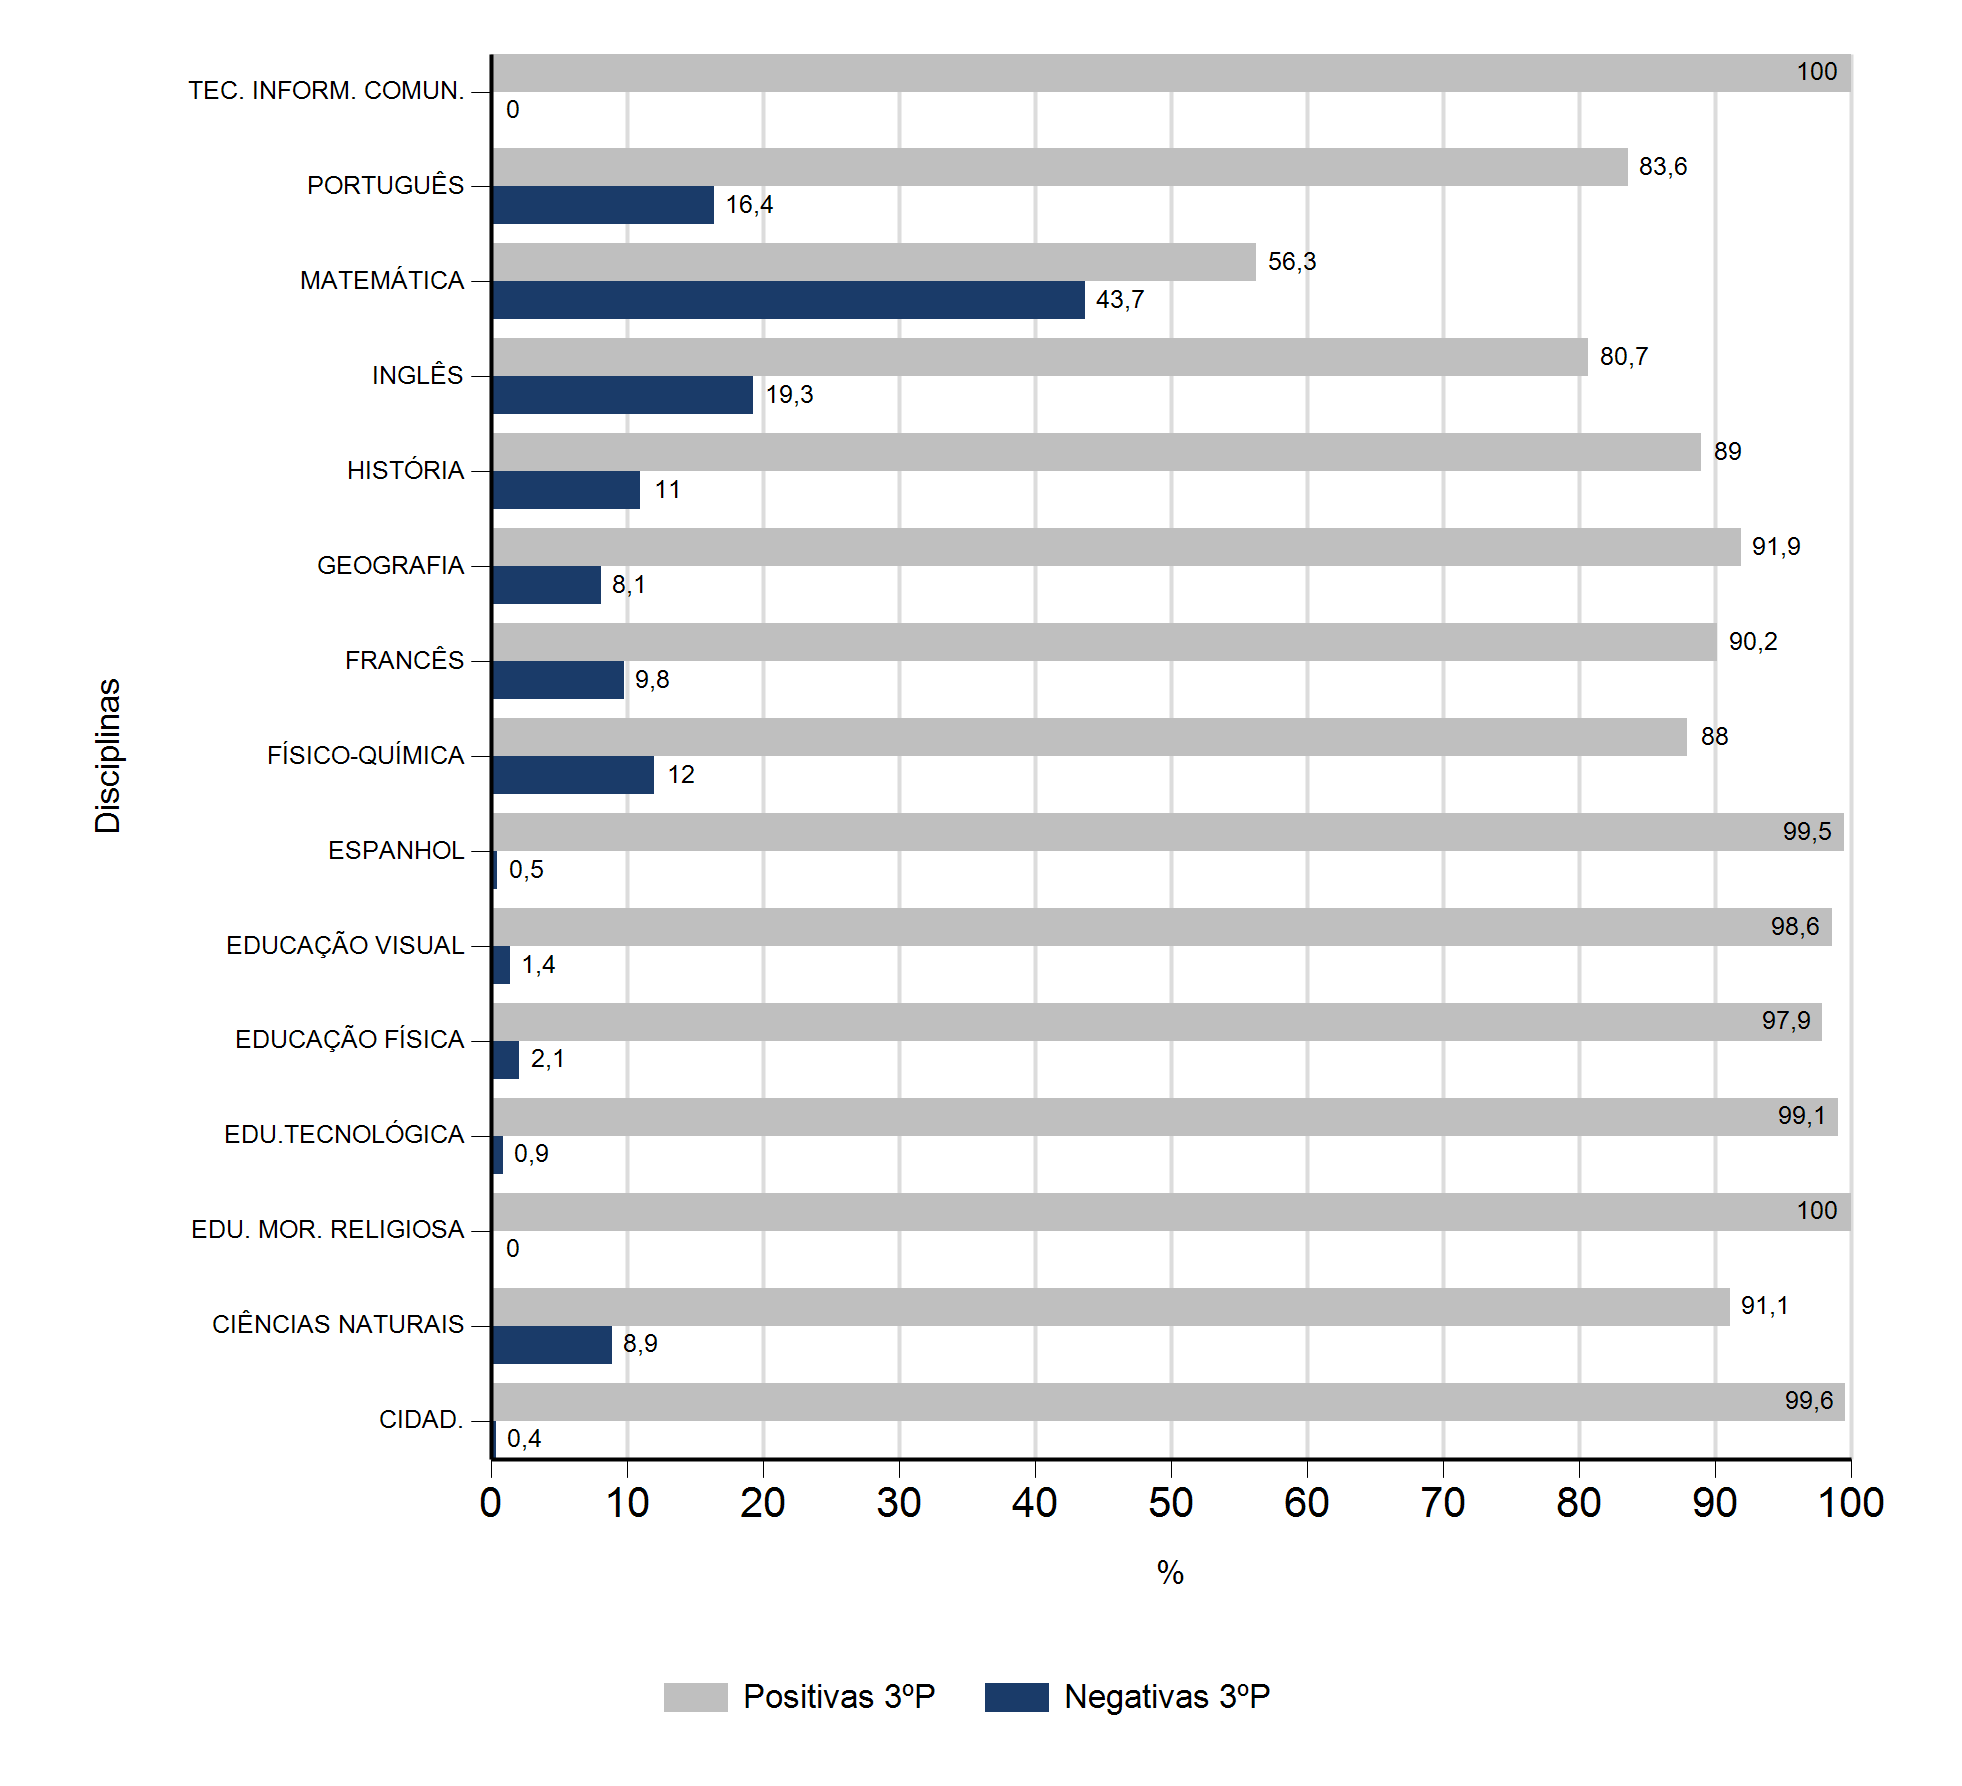 TEC. INFORM. COMUN.
100
0
PORTUGUÊS
83,6
16,4
MATEMÁTICA
56,3
43,7
INGLÊS
80,7
19,3
HISTÓRIA
89
11
GEOGRAFIA
91,9
8,1
FRANCÊS
90,2
9,8
FÍSICO-QUÍMICA
88
12
ESPANHOL
99,5
0,5
EDUCAÇÃO VISUAL
98,6
1,4
EDUCAÇÃO FÍSICA
97,9
2,1
EDU.TECNOLÓGICA
99,1
0,9
EDU. MOR. RELIGIOSA
100
0
CIÊNCIAS NATURAIS
91,1
8,9
CIDAD.
99,6
0,4
Disciplinas
0 10 20 30 40 50 60 70 80 90 100
%
Positivas 3ºP Negativas 3ºP